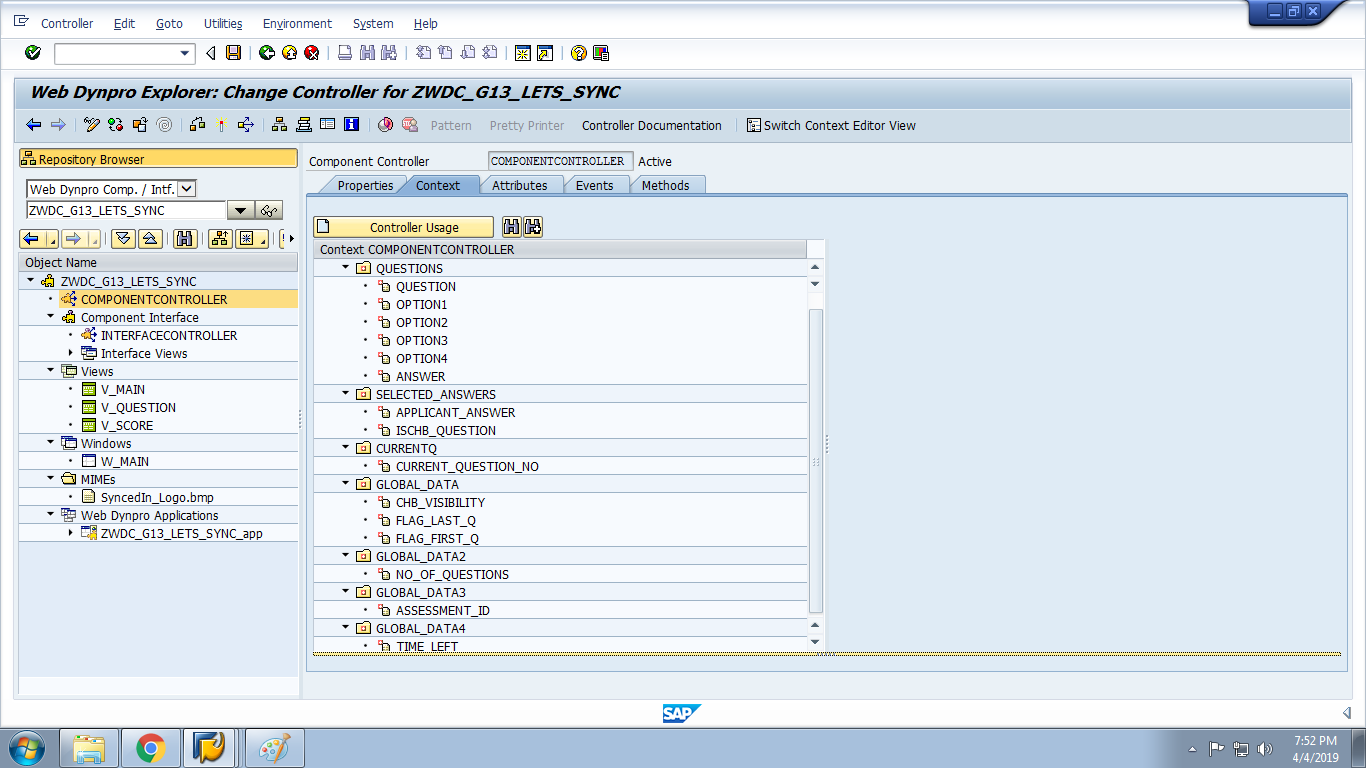 Controller Edit Goto Utilities Environment System Help
Web Dynpro Explorer: Change Controller for ZWDC_G13_LETS_SYNC
Pattern Pretty Printer Controller Documentation Switch Context Editor View
Repository Browser
Web Dynpro Comp. / Intf.
ZWDC_G13_LETS_SYNC
Object Name
ZWDC_G13_LETS_SYNC
COMPONENTCONTROLLER
Component Interface
INTERFACECONTROLLER
Interface Views
Views
V_MAIN
V_QUESTION
V_SCORE
Windows
W_MAIN
MIMEs
SyncedIn_Logo.bmp
Web Dynpro Applications
ZWDC_G13_LETS_SYNC_app
Component Controller COMPONENTCONTROLLER Active
Properties Context Attributes Events Methods
Controller Usage
Context COMPONENTCONTROLLER
QUESTIONS
QUESTION
OPTION1
OPTION2
OPTION3
OPTION4
ANSWER
SELECTED_ANSWERS
APPLICANT_ANSWER
ISCHB_QUESTION
CURRENTQ
CURRENT_QUESTION_NO
GLOBAL_DATA
CHB_VISIBILITY
FLAG_LAST_Q
FLAG_FIRST_Q
GLOBAL_DATA2
NO_OF_QUESTIONS
GLOBAL_DATA3
ASSESSMENT_ID
GLOBAL_DATA4
TIME_LEFT
SAP
7:52 PM
4/4/2019